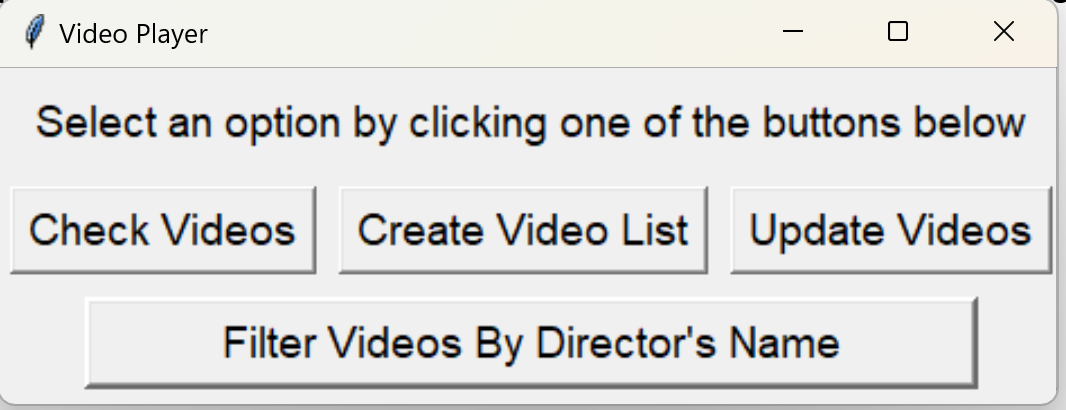 Video Player
Select an option by clicking one of the buttons below
Check Videos Create Video List Update Videos
Filter Videos By Director's Name